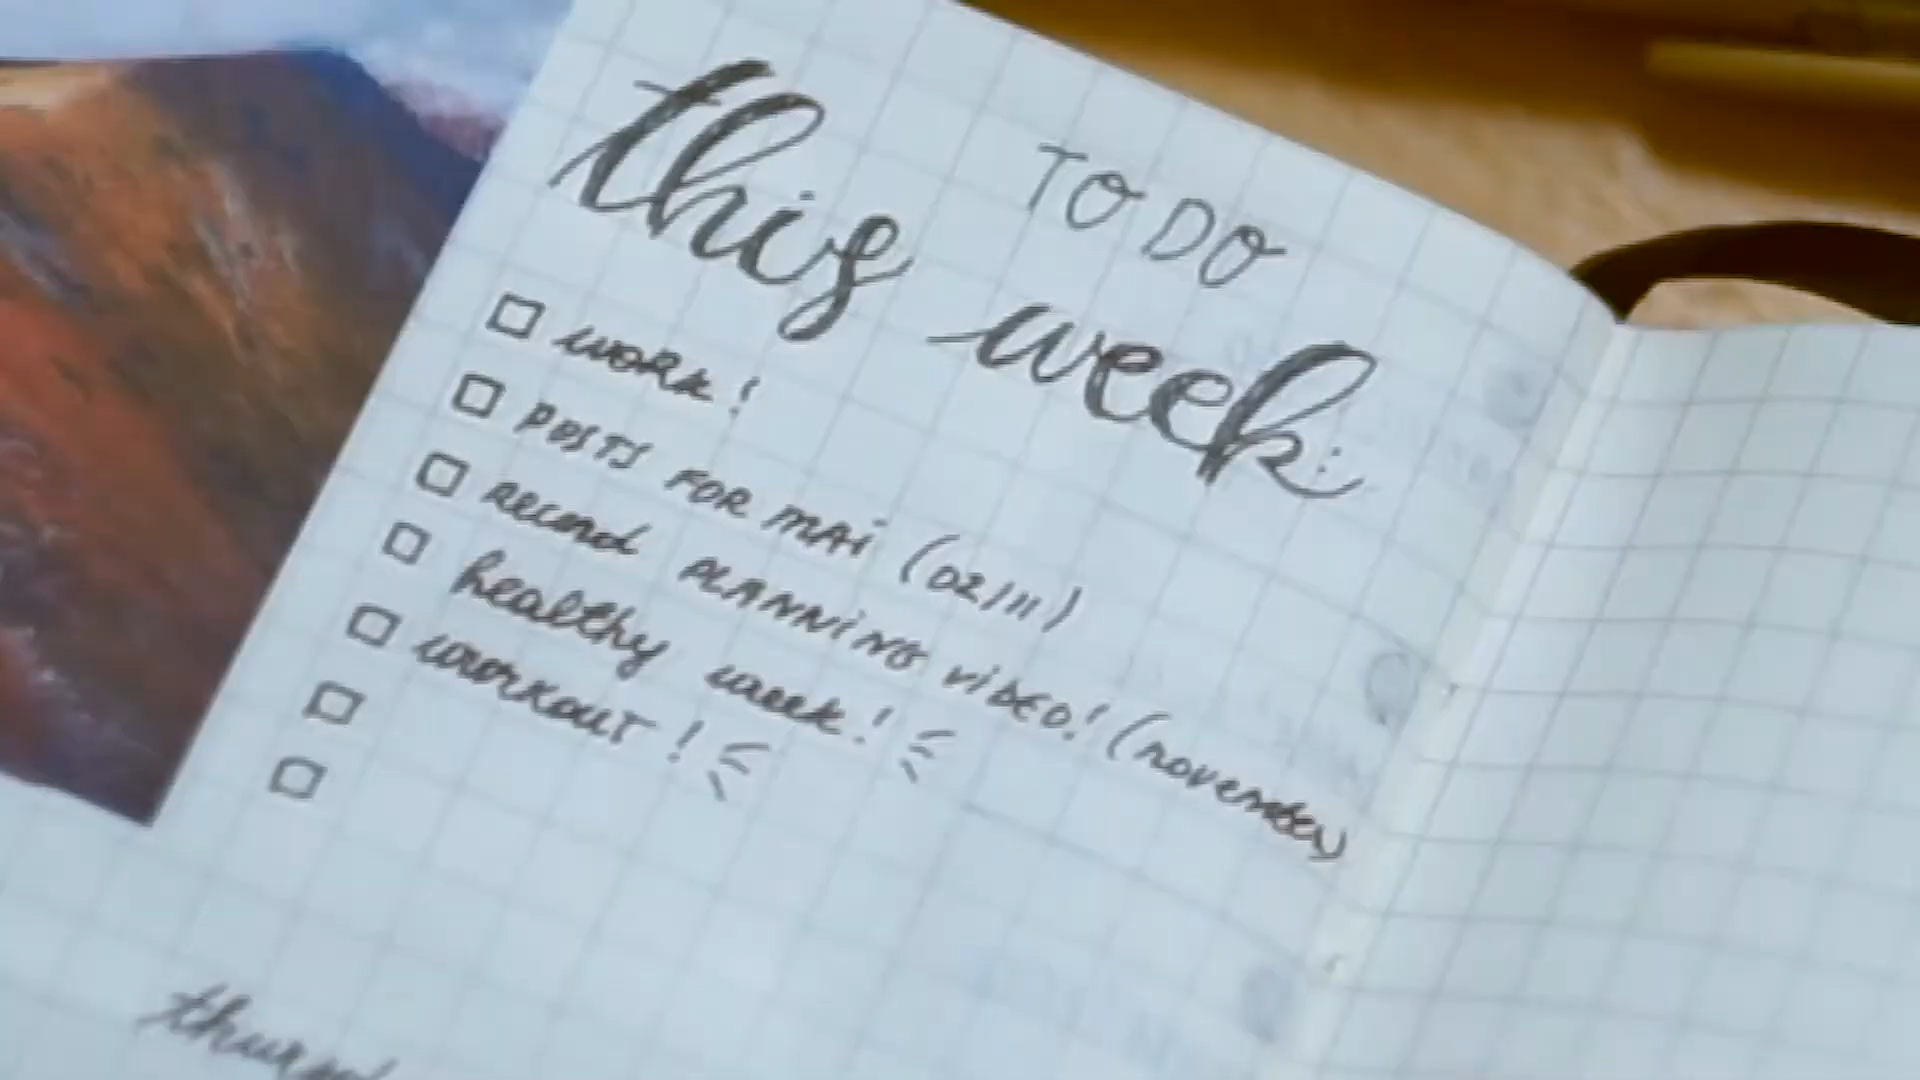 TO DO
this week:
WORK!
POSTS FOR MAI (02/11)
RECORD PLANNING VIDEO! (NOVEMBER)
healthy week!
WORKOUT!